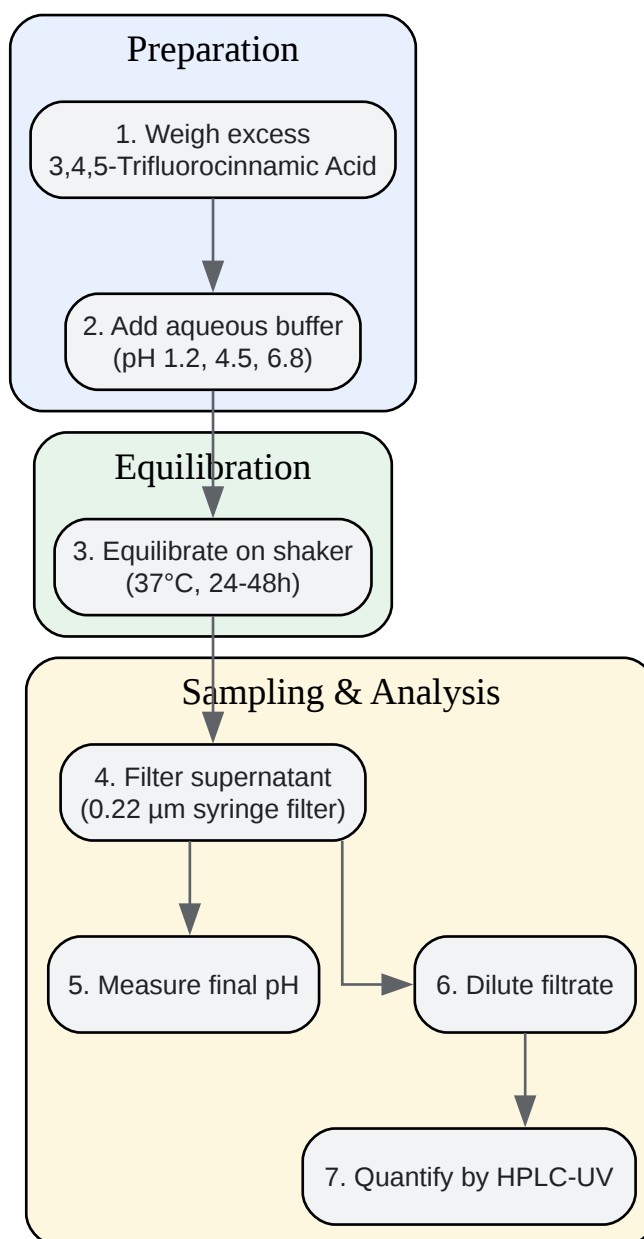 Preparation
1. Weigh excess
3,4,5-Trifluorocinnamic Acid
2. Add aqueous buffer
(pH 1.2, 4.5, 6.8)
Equilibration
3. Equilibrate on shaker
(37°C, 24-48h)
Sampling & Analysis
4. Filter supernatant
(0.22 µm syringe filter)
5. Measure final pH
6. Dilute filtrate
7. Quantify by HPLC-UV